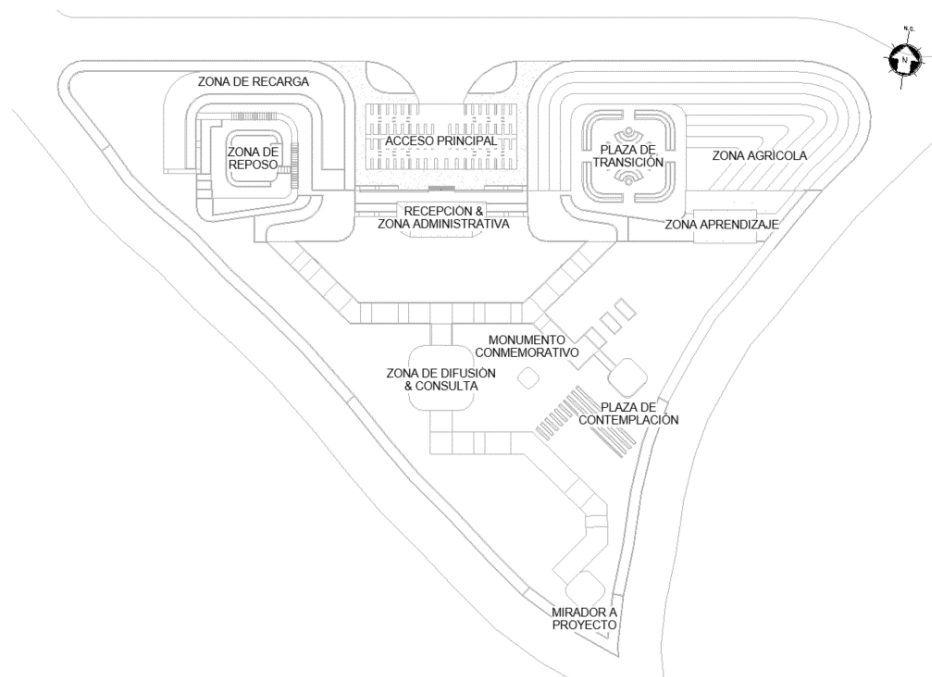 N.G.
N
ZONA DE RECARGA
ZONA DE
REPOSO
ACCESO PRINCIPAL
PLAZA DE
TRANSICIÓN
ZONA AGRÍCOLA
RECEPCIÓN &
ZONA ADMINISTRATIVA
ZONA APRENDIZAJE
MONUMENTO
CONMEMORATIVO
ZONA DE DIFUSIÓN
& CONSULTA
PLAZA DE
CONTEMPLACIÓN
MIRADOR A
PROYECTO